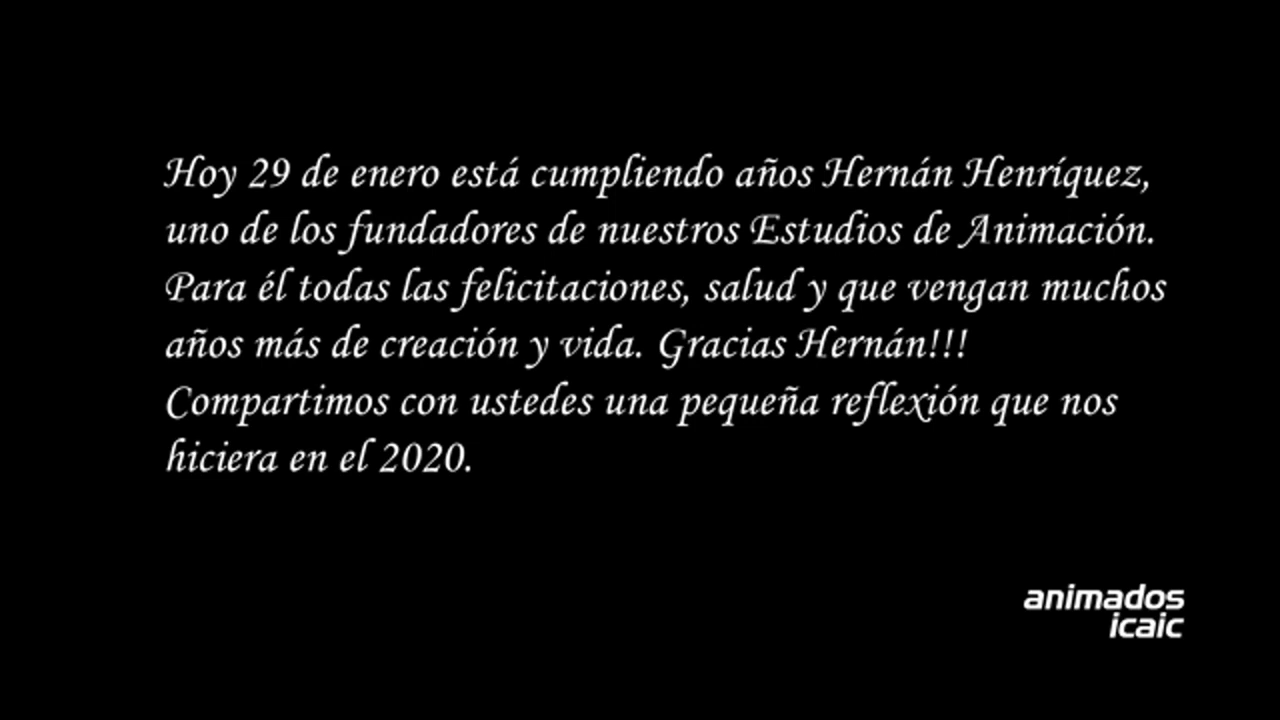 Hoy 29 de enero está cumpliendo años Hernán Henríquez,
uno de los fundadores de nuestros Estudios de Animación.
Para él todas las felicitaciones, salud y que vengan muchos
años más de creación y vida. Gracias Hernán!!!
Compartimos con ustedes una pequeña reflexión que nos
hiciera en el 2020.
animados
icaic